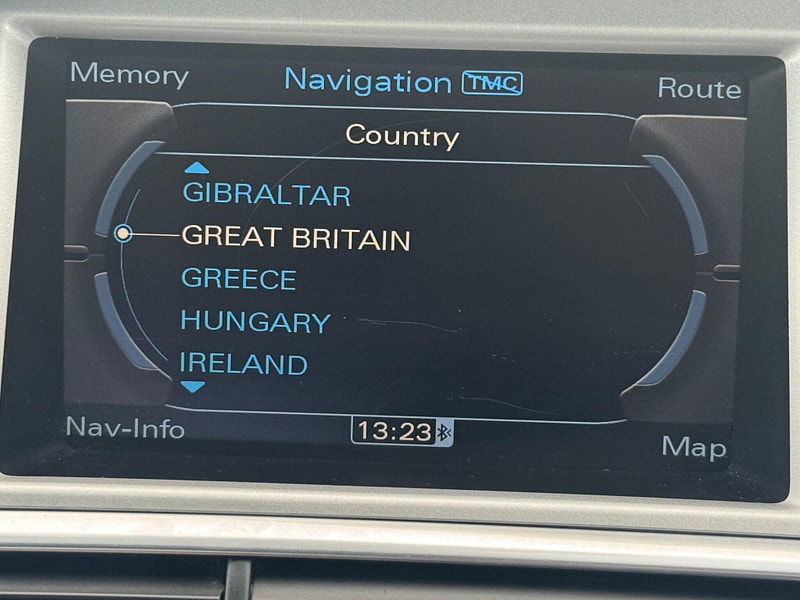 Memory
Navigation TMC
Route
Country
GIBRALTAR
GREAT BRITAIN
GREECE
HUNGARY
IRELAND
Nav-Info
13:23
Map